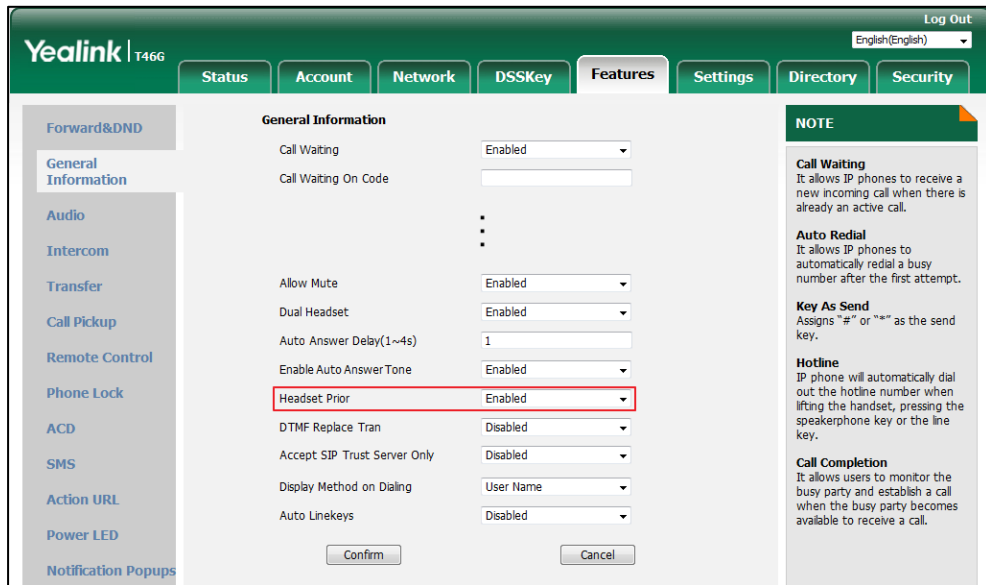 Log Out
Yealink | T46G
English(English)
Status Account Network DSSKey Features Settings Directory Security
Forward&DND
General
Information
Audio
Intercom
Transfer
Call Pickup
Remote Control
Phone Lock
ACD
SMS
Action URL
Power LED
Notification Popups
General Information
Call Waiting Enabled
Call Waiting On Code
Allow Mute Enabled
Dual Headset Enabled
Auto Answer Delay(1~4s) 1
Enable Auto Answer Tone Enabled
Headset Prior Enabled
DTMF Replace Tran Disabled
Accept SIP Trust Server Only Disabled
Display Method on Dialing User Name
Auto Linekeys Disabled
Confirm Cancel
NOTE
Call Waiting
It allows IP phones to receive a
new incoming call when there is
already an active call.
Auto Redial
It allows IP phones to
automatically redial a busy
number after the first attempt.
Key As Send
Assigns "#" or "*" as the send
key.
Hotline
IP phone will automatically dial
out the hotline number when
lifting the handset, pressing the
speakerphone key or the line
key.
Call Completion
It allows users to monitor the
busy party and establish a call
when the busy party becomes
available to receive a call.